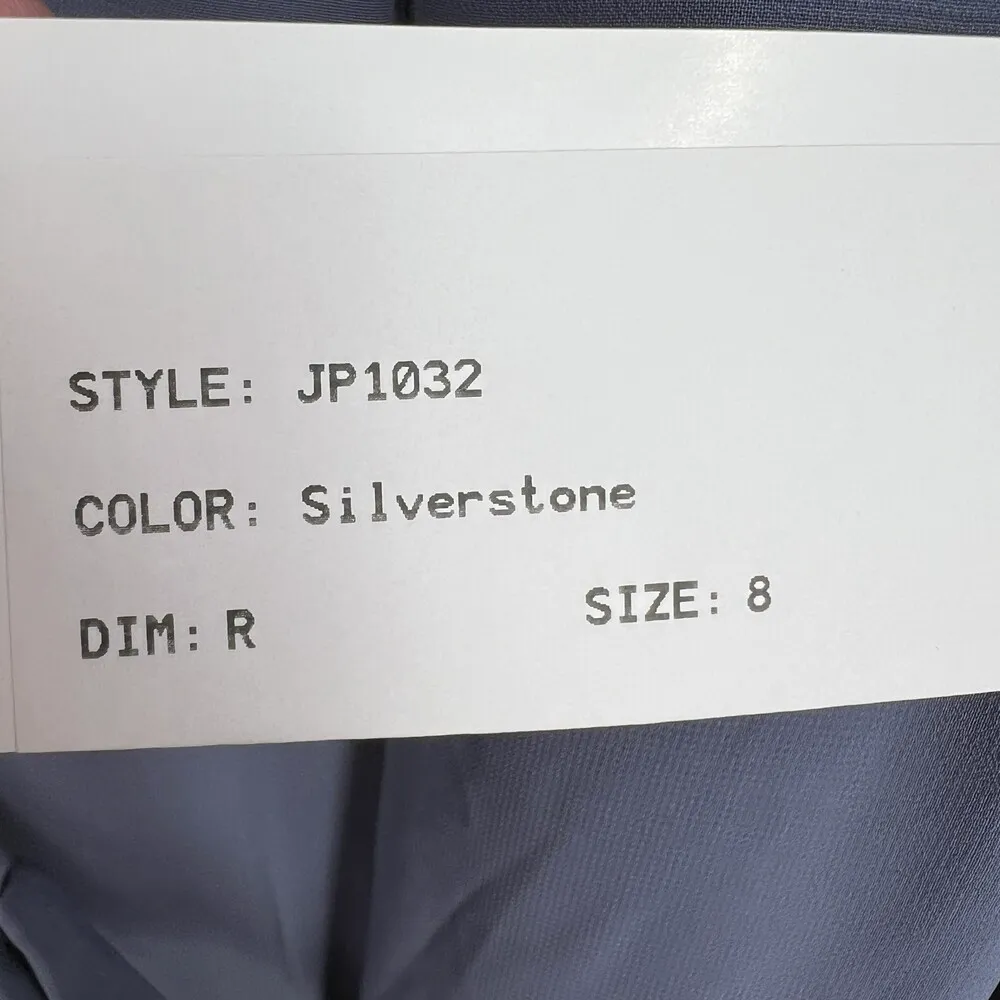 STYLE: JP1032
COLOR: Silverstone
DIM: R SIZE: 8